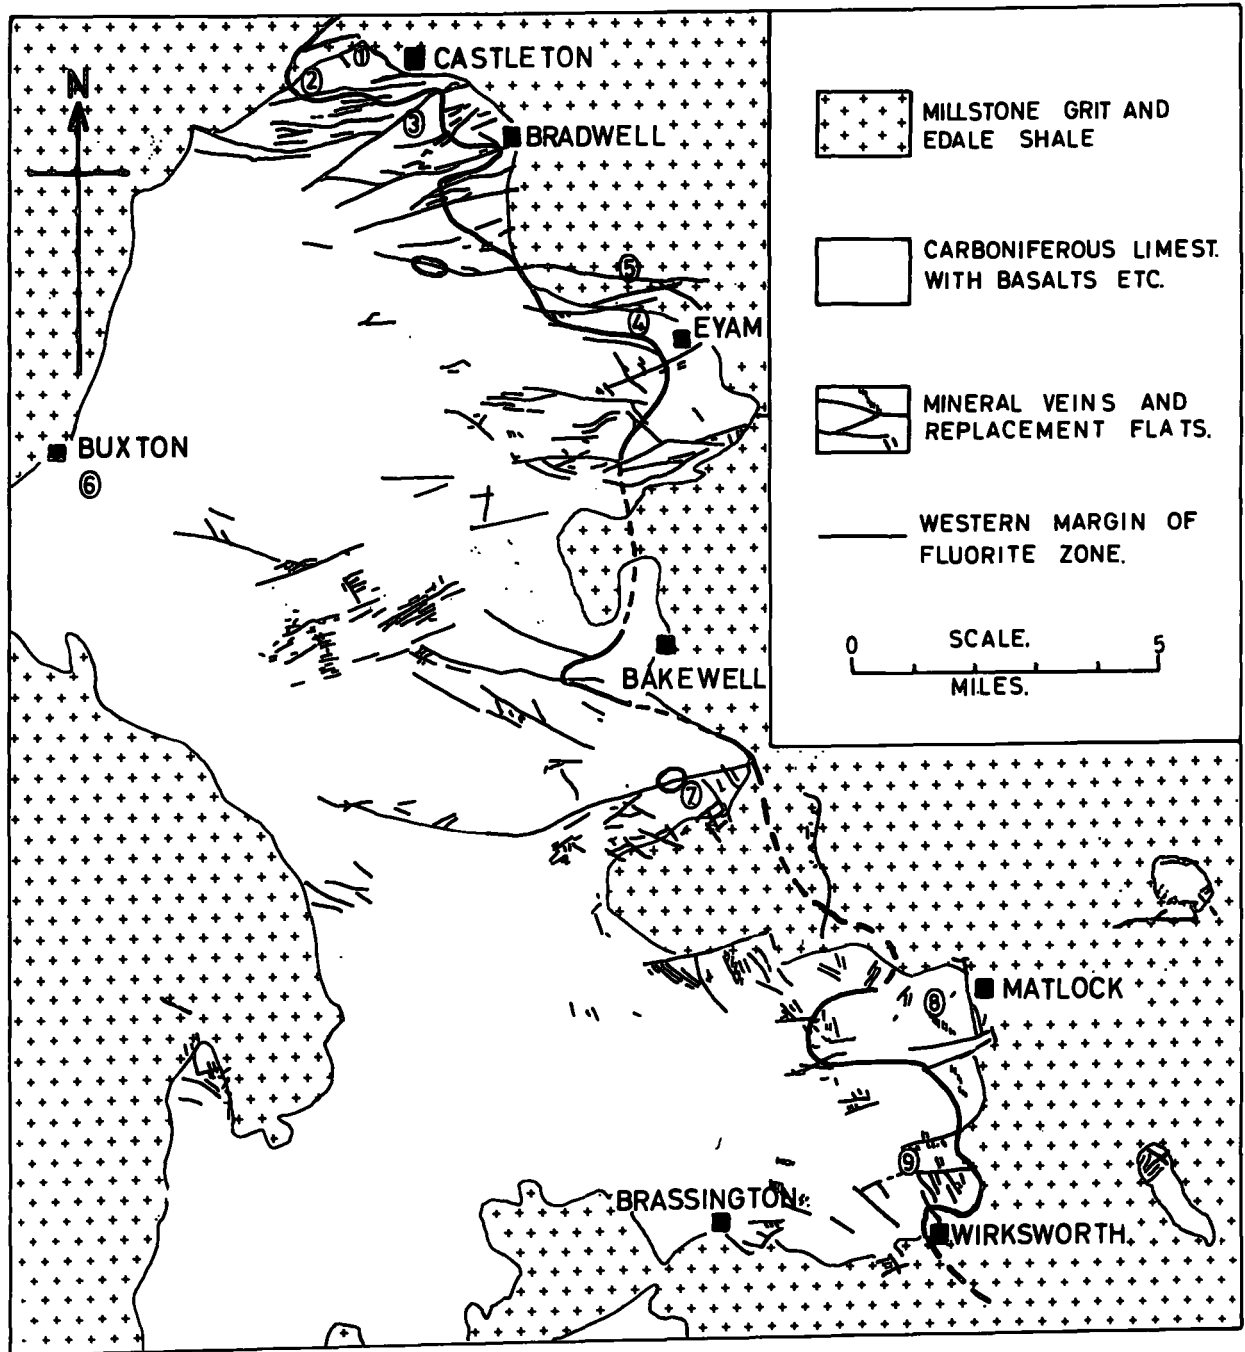 N
①
CASTLETON
②
③
BRADWELL
⑤
④
EYAM
BUXTON
⑥
BAKEWELL
⑦
⑧
MATLOCK
⑨
BRASSINGTON
WIRKSWORTH
MILLSTONE GRIT AND
EDALE SHALE
CARBONIFEROUS LIMEST.
WITH BASALTS ETC.
MINERAL VEINS AND
REPLACEMENT FLATS.
WESTERN MARGIN OF
FLUORITE ZONE.
0 SCALE. 5
MILES.